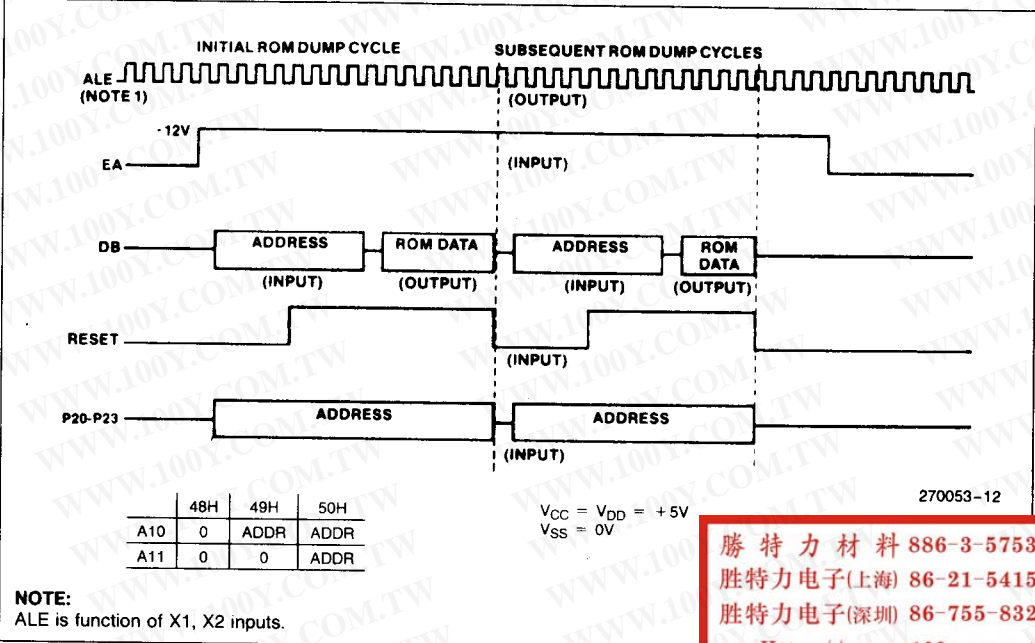 INITIAL ROM DUMP CYCLE SUBSEQUENT ROM DUMP CYCLES
ALE
(NOTE 1)
(OUTPUT)
-12V
EA
(INPUT)
DB
ADDRESS ROM DATA ADDRESS ROM
DATA
(INPUT) (OUTPUT) (INPUT) (OUTPUT)
RESET
(INPUT)
P20-P23
ADDRESS ADDRESS
(INPUT)
48H 49H 50H
A10 0 ADDR ADDR
A11 0 0 ADDR
VCC = VDD = +5V
VSS = 0V
270053-12
NOTE:
ALE is function of X1, X2 inputs.
勝 特 力 材 料 886-3-5753
胜特力电子(上海) 86-21-5415
胜特力电子(深圳) 86-755-832
WWW.100Y.COM.TW